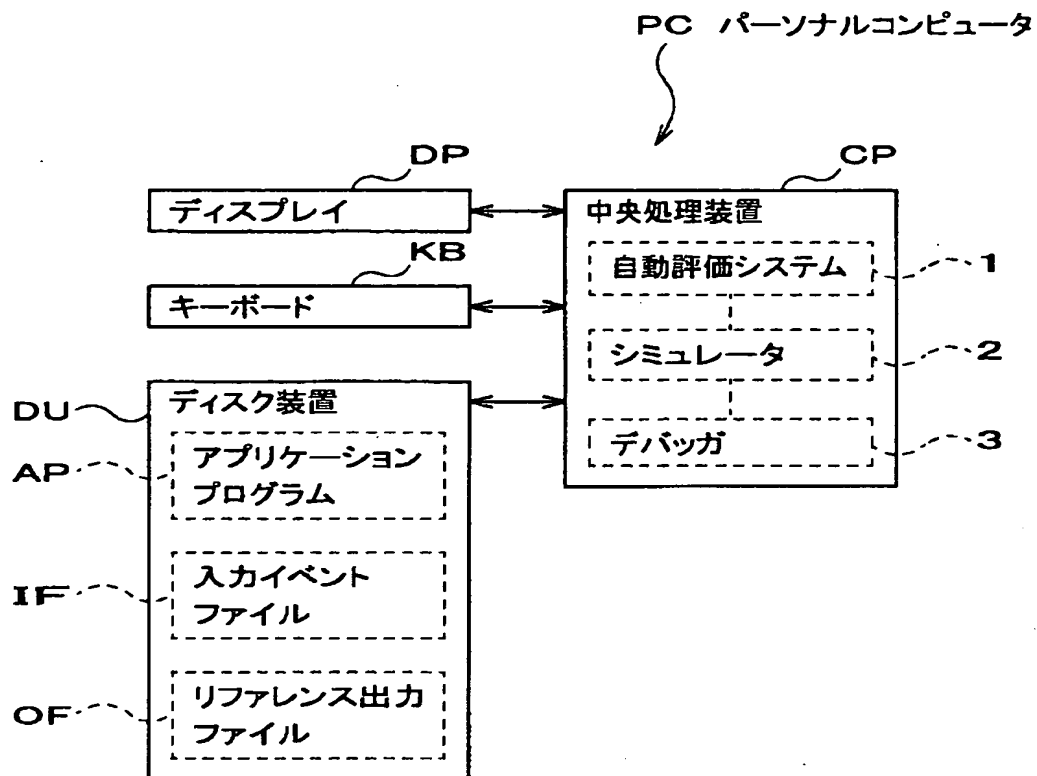 PC パーソナルコンピュータ
DP
ディスプレイ
KB
キーボード
DU
ディスク装置
AP
アプリケーション
プログラム
IF
入力イベント
ファイル
OF
リファレンス出力
ファイル
CP
中央処理装置
自動評価システム
1
シミュレータ
2
デバッガ
3